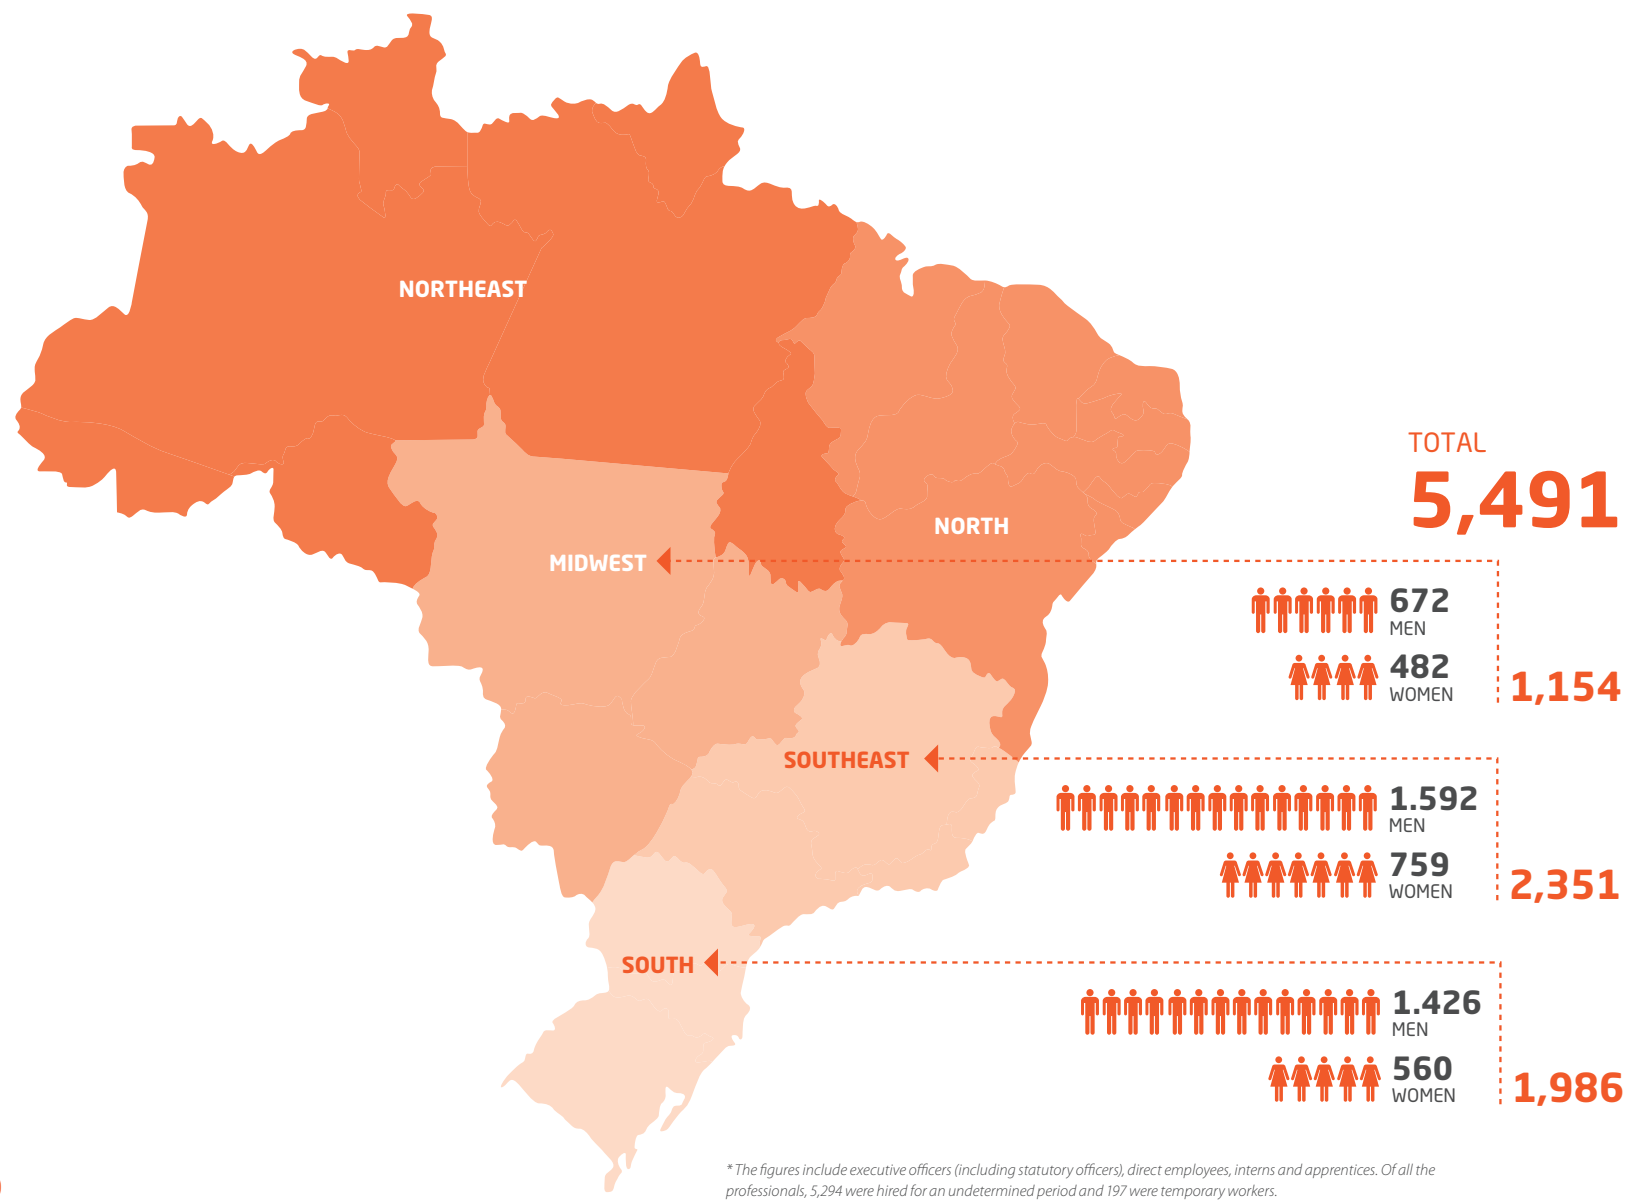 NORTHEAST
TOTAL
5,491
NORTH
MIDWEST
672
MEN
482
WOMEN
1,154
SOUTHEAST
1.592
MEN
759
WOMEN
2,351
SOUTH
1.426
MEN
560
WOMEN
1,986
* The figures include executive officers (including statutory officers), direct employees, interns and apprentices. Of all the
professionals, 5,294 were hired for an undetermined period and 197 were temporary workers.